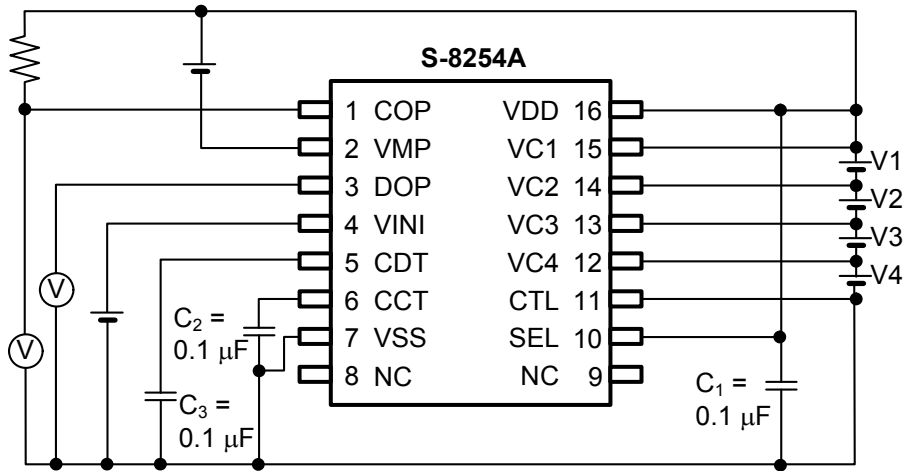 S-8254A
1 COP VDD 16
2 VMP VC1 15
3 DOP VC2 14
4 VINI VC3 13
5 CDT VC4 12
6 CCT CTL 11
7 VSS SEL 10
8 NC NC 9
V1
V2
V3
V4
V
V
C₂ =
0.1 µF
C₃ =
0.1 µF
C₁ =
0.1 µF